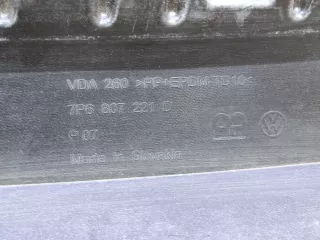 VDA 260 >PP+EPDM-TD10<
7P6 807 221 C
P 07
Made in Slovakia